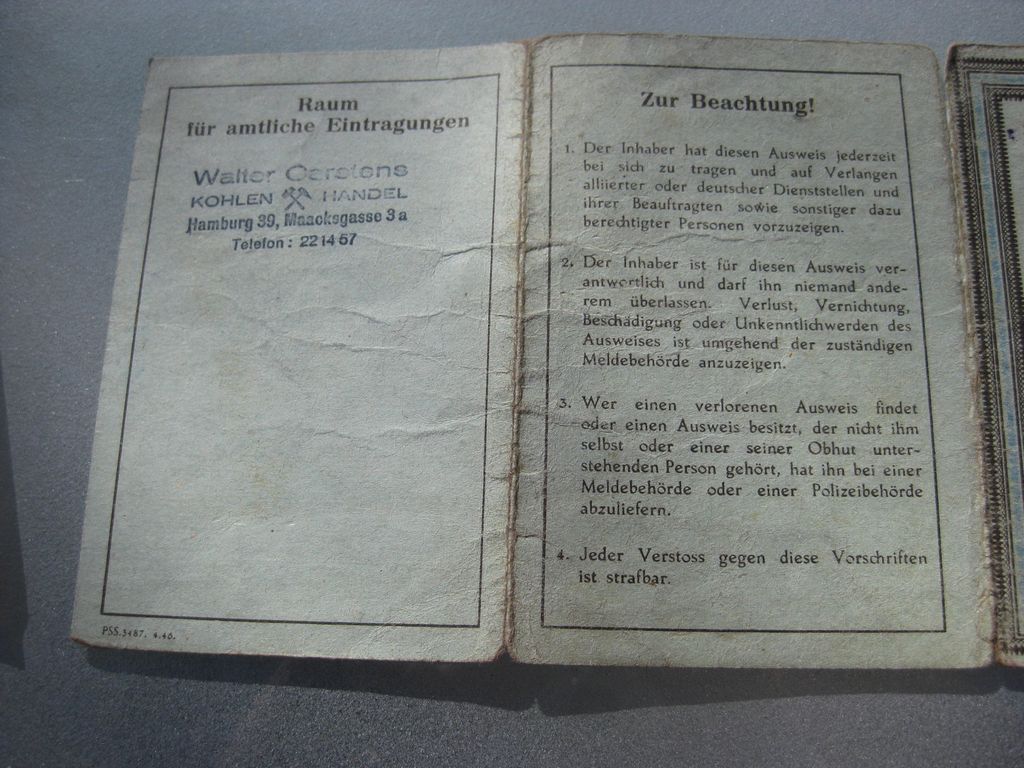 Raum
für amtliche Eintragungen
Walter Carstens
KOHLEN HANDEL
Hamburg 39, Maacksgasse 3 a
Telefon: 221457
PSS.3487. 4.46.
Zur Beachtung!
1. Der Inhaber hat diesen Ausweis jederzeit
bei sich zu tragen und auf Verlangen
alliierter oder deutscher Dienststellen und
ihrer Beauftragten sowie sonstiger dazu
berechtigter Personen vorzuzeigen.
2. Der Inhaber ist für diesen Ausweis ver-
antwortlich und darf ihn niemand ande-
rem überlassen. Verlust, Vernichtung,
Beschädigung oder Unkenntlichwerden des
Ausweises ist umgehend der zuständigen
Meldebehörde anzuzeigen.
3. Wer einen verlorenen Ausweis findet
oder einen Ausweis besitzt, der nicht ihm
selbst oder einer seiner Obhut unter-
stehenden Person gehört, hat ihn bei einer
Meldebehörde oder einer Polizeibehörde
abzuliefern.
4. Jeder Verstoss gegen diese Vorschriften
ist strafbar.